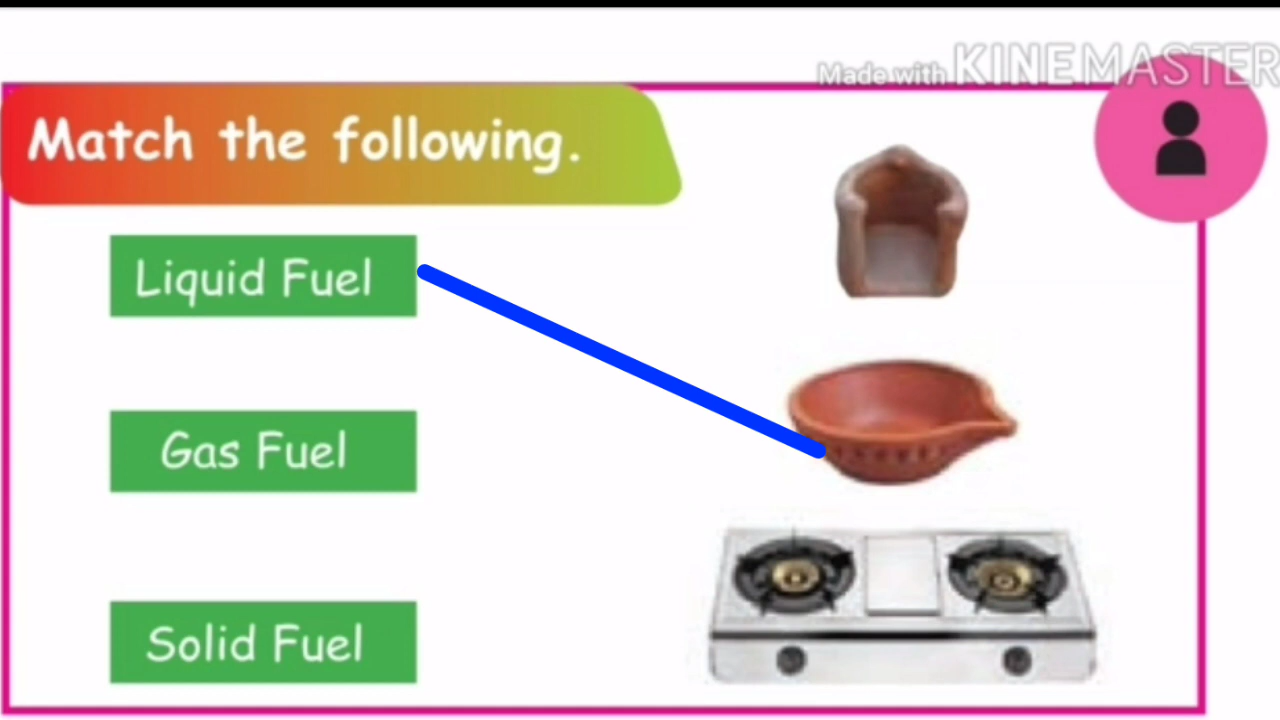 Made with KINEMASTER
Match the following.
Liquid Fuel
Gas Fuel
Solid Fuel